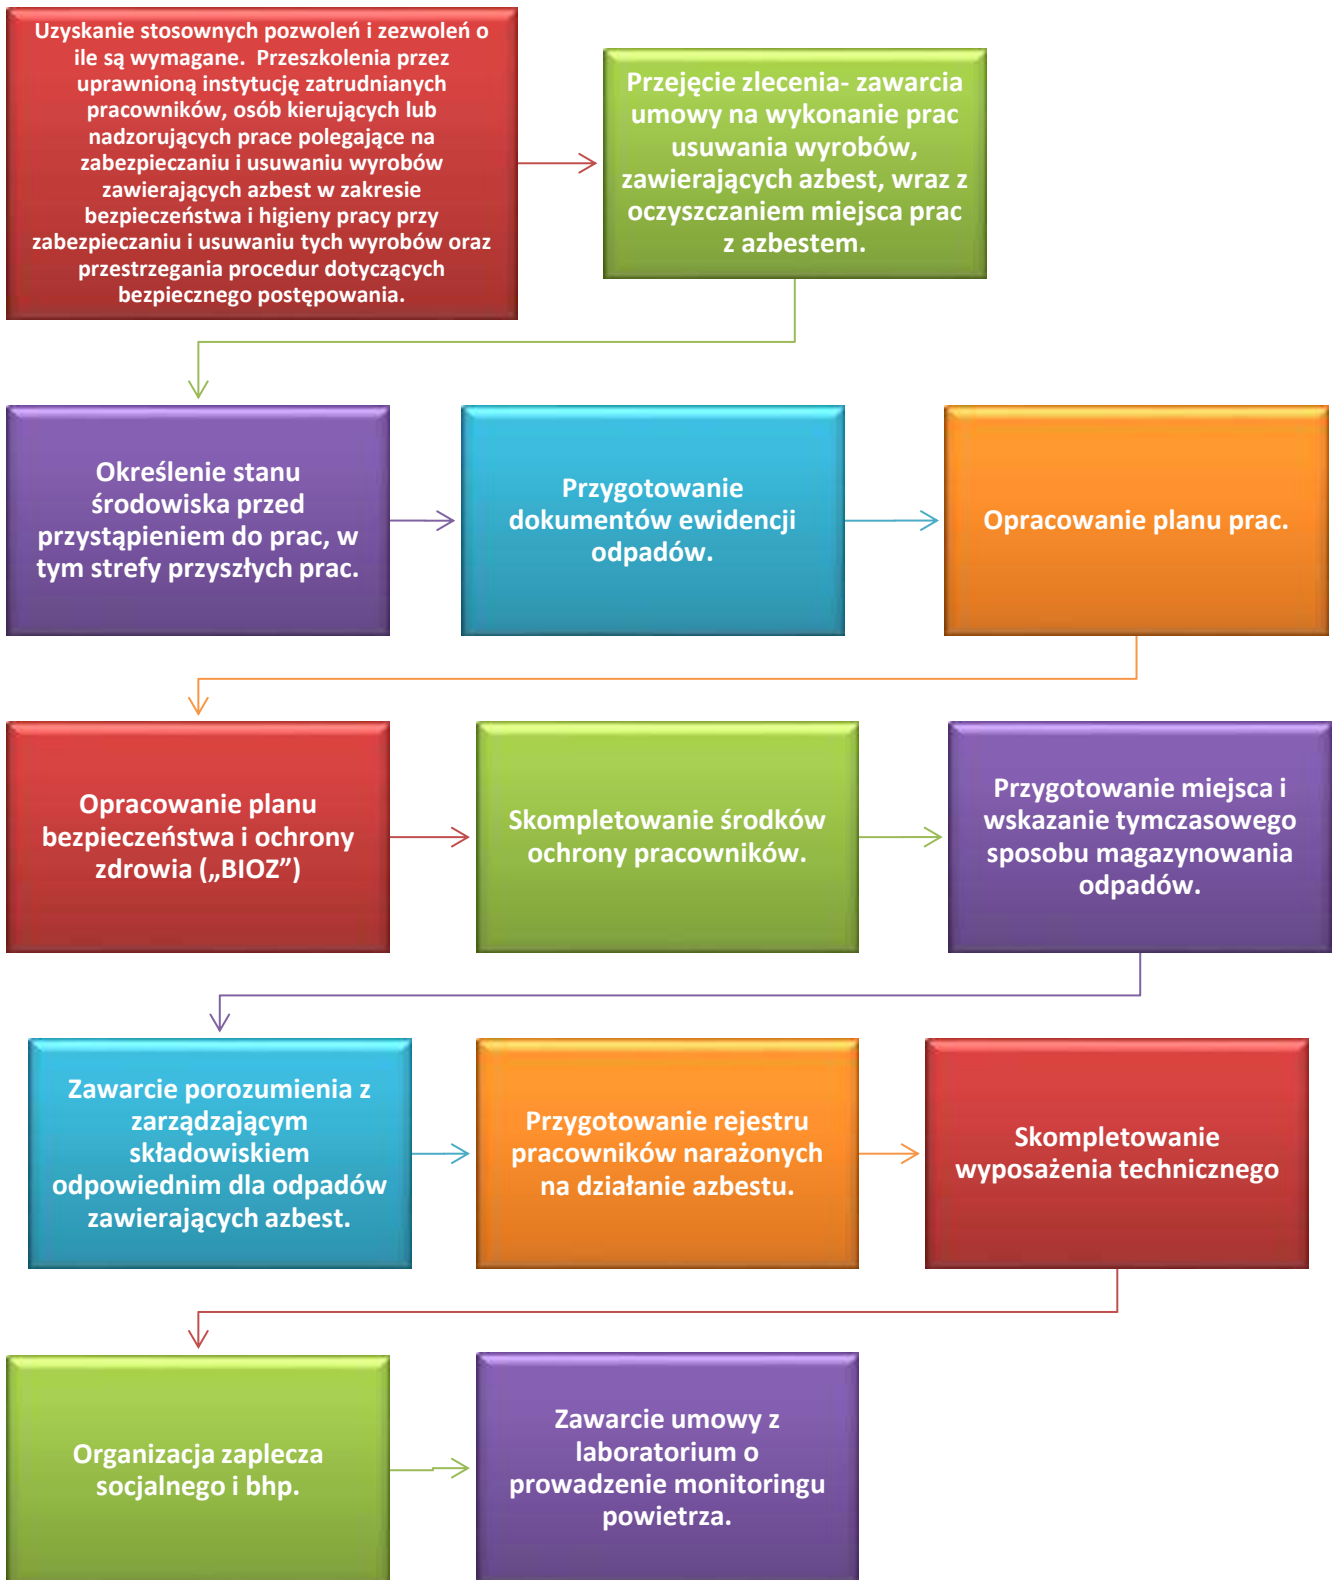 Uzyskanie stosownych pozwoleń i zezwoleń o
ile są wymagane.  Przeszkolenia przez
uprawnioną instytucję zatrudnianych
pracowników, osób kierujących lub
nadzorujących prace polegające na
zabezpieczaniu i usuwaniu wyrobów
zawierających azbest w zakresie
bezpieczeństwa i higieny pracy przy
zabezpieczaniu i usuwaniu tych wyrobów oraz
przestrzegania procedur dotyczących
bezpiecznego postępowania.
Przejęcie zlecenia- zawarcia
umowy na wykonanie prac
usuwania wyrobów,
zawierających azbest, wraz z
oczyszczaniem miejsca prac
z azbestem.
Określenie stanu
środowiska przed
przystąpieniem do prac, w
tym strefy przyszłych prac.
Przygotowanie
dokumentów ewidencji
odpadów.
Opracowanie planu prac.
Opracowanie planu
bezpieczeństwa i ochrony
zdrowia („BIOZ”)
Skompletowanie środków
ochrony pracowników.
Przygotowanie miejsca i
wskazanie tymczasowego
sposobu magazynowania
odpadów.
Zawarcie porozumienia z
zarządzającym
składowiskiem
odpowiednim dla odpadów
zawierających azbest.
Przygotowanie rejestru
pracowników narażonych
na działanie azbestu.
Skompletowanie
wyposażenia technicznego
Organizacja zaplecza
socjalnego i bhp.
Zawarcie umowy z
laboratorium o
prowadzenie monitoringu
powietrza.